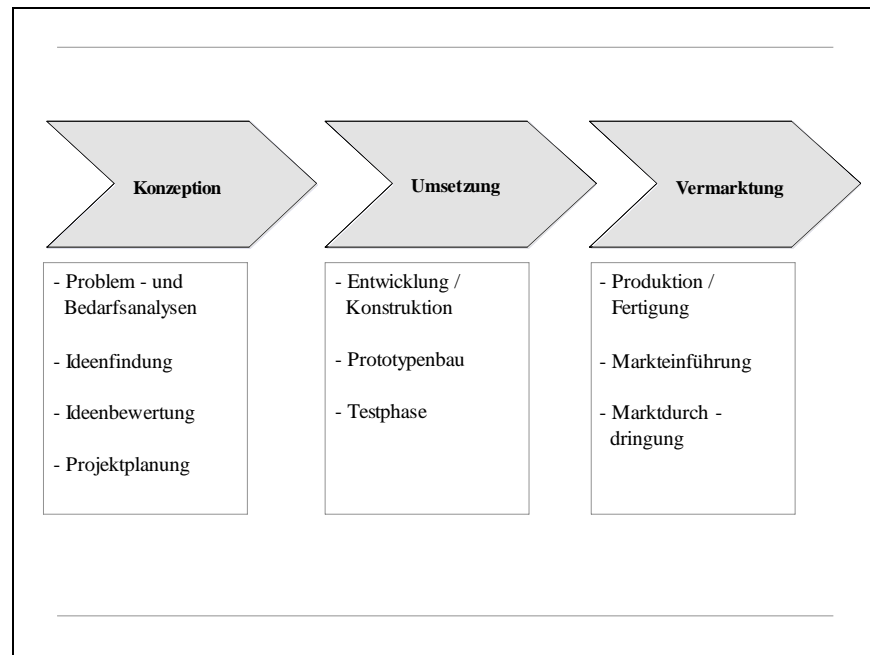 Konzeption
Umsetzung
Vermarktung
- Problem - und
Bedarfsanalysen
- Ideenfindung
- Ideenbewertung
- Projektplanung
- Entwicklung /
Konstruktion
- Prototypenbau
- Testphase
- Produktion /
Fertigung
- Markteinführung
- Marktdurch -
dringung